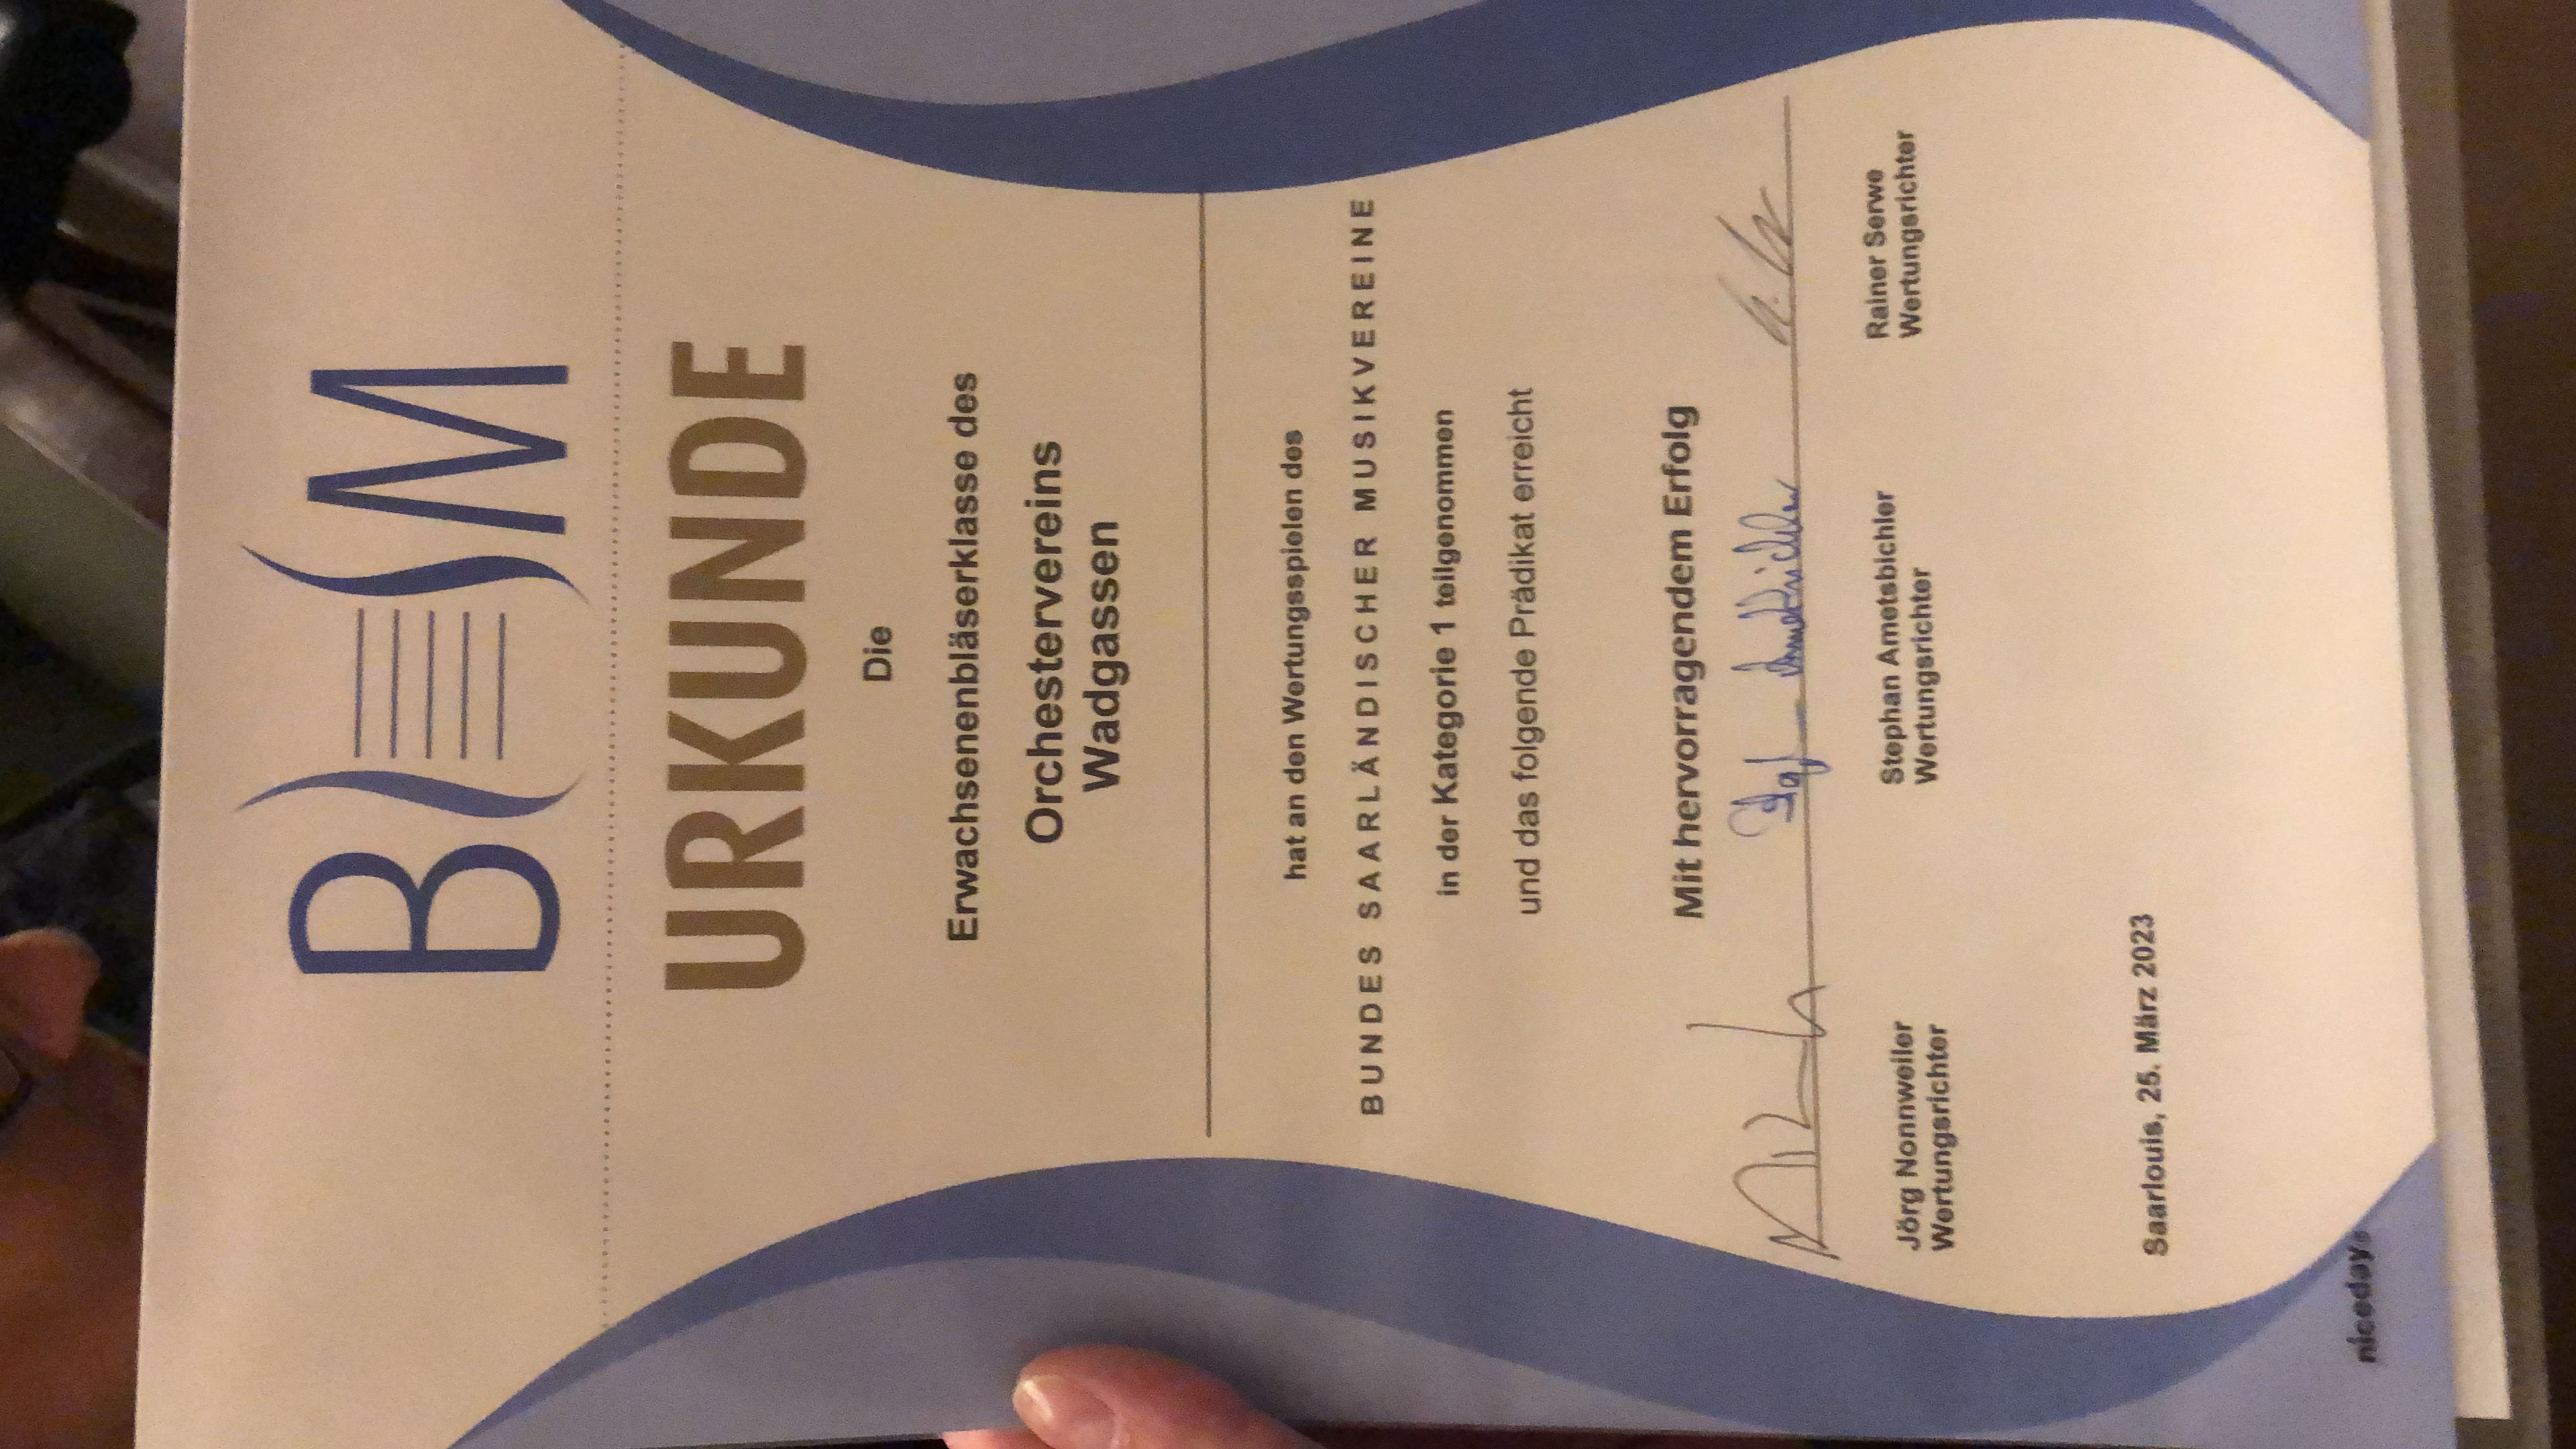 BSM
URKUNDE
Die
Erwachsenenbläserklasse des
Orchestervereins
Wadgassen
hat an den Wertungsspielen des
BUNDES SAARLÄNDISCHER MUSIKVEREINE
in der Kategorie 1 teilgenommen
und das folgende Prädikat erreicht
Mit hervorragendem Erfolg
Jörg Nonnweiler
Wertungsrichter
Stephan Ametsbichler
Wertungsrichter
Rainer Serwe
Wertungsrichter
Saarlouis, 25. März 2023
niceday®